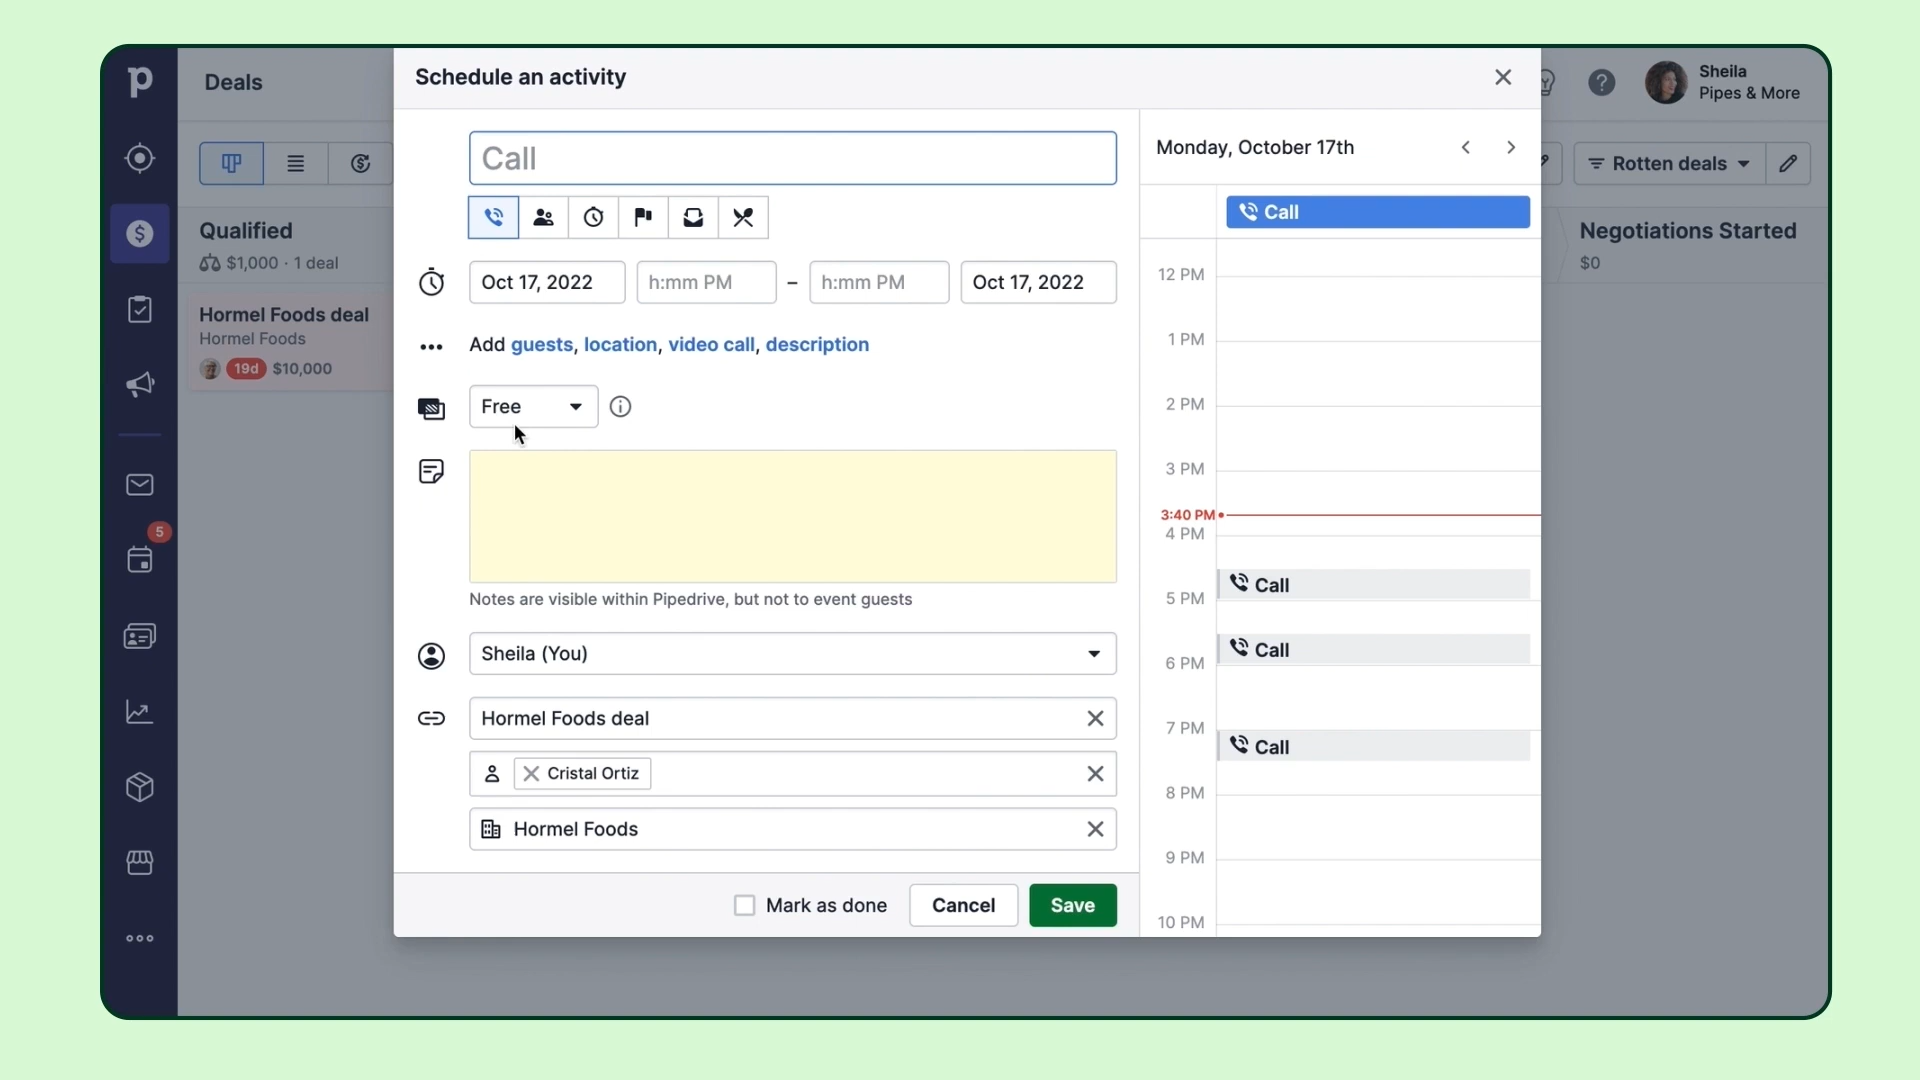 p
Deals
Schedule an activity
Sheila
Pipes & More
?
Rotten deals
Qualified
$1,000 · 1 deal
Hormel Foods deal
Hormel Foods
19d $10,000
Negotiations Started
$0
5
Call
Oct 17, 2022 h:mm PM – h:mm PM Oct 17, 2022
Add guests, location, video call, description
Free
Notes are visible within Pipedrive, but not to event guests
Sheila (You)
Hormel Foods deal
Cristal Ortiz
Hormel Foods
Mark as done Cancel Save
Monday, October 17th
Call
12 PM
1 PM
2 PM
3 PM
3:40 PM
4 PM
Call
5 PM
Call
6 PM
7 PM
Call
8 PM
9 PM
10 PM